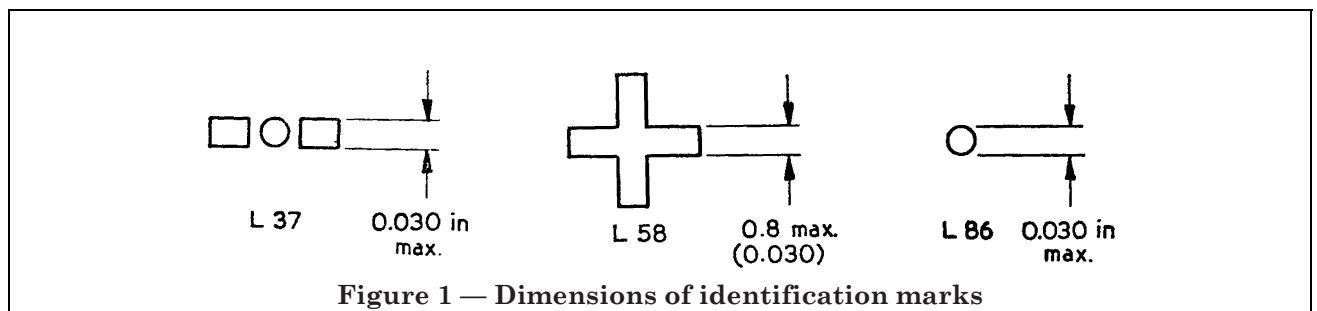 L 37
0.030 in
max.
L 58
0.8 max.
(0.030)
L 86
0.030 in
max.
Figure 1 — Dimensions of identification marks